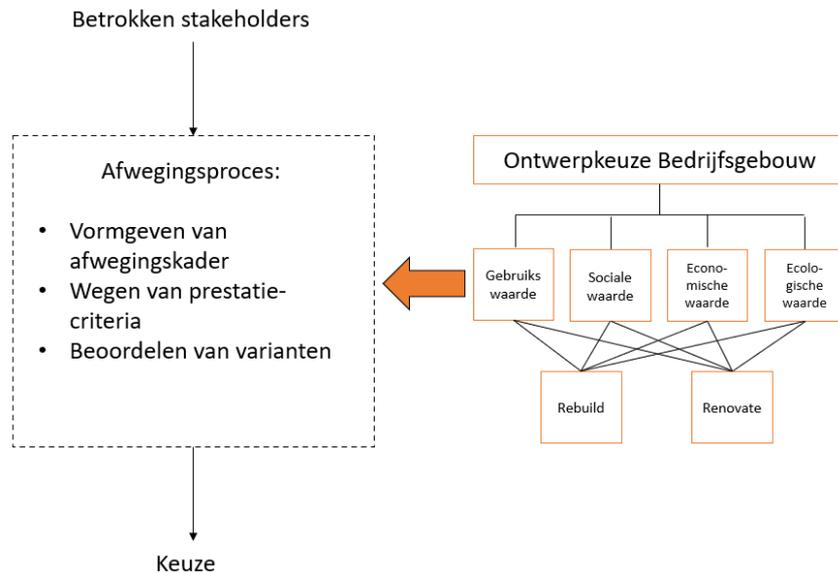 Betrokken stakeholders
Afwegingsproces:
• Vormgeven van
afwegingskader
• Wegen van prestatie-
criteria
• Beoordelen van varianten
Keuze
Ontwerpkeuze Bedrijfsgebouw
Gebruiks
waarde
Sociale
waarde
Econo-
mische
waarde
Ecolo-
gische
waarde
Rebuild
Renovate